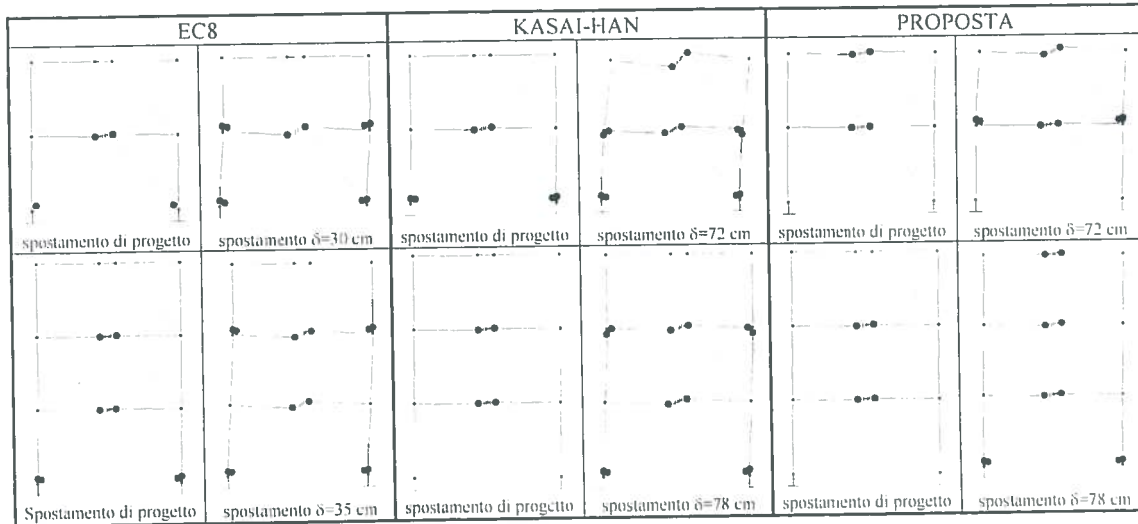 EC8 KASAI-HAN PROPOSTA
spostamento di progetto spostamento δ=30 cm spostamento di progetto spostamento δ=72 cm spostamento di progetto spostamento δ=72 cm
Spostamento di progetto spostamento δ=35 cm spostamento di progetto spostamento δ=78 cm spostamento di progetto spostamento δ=78 cm